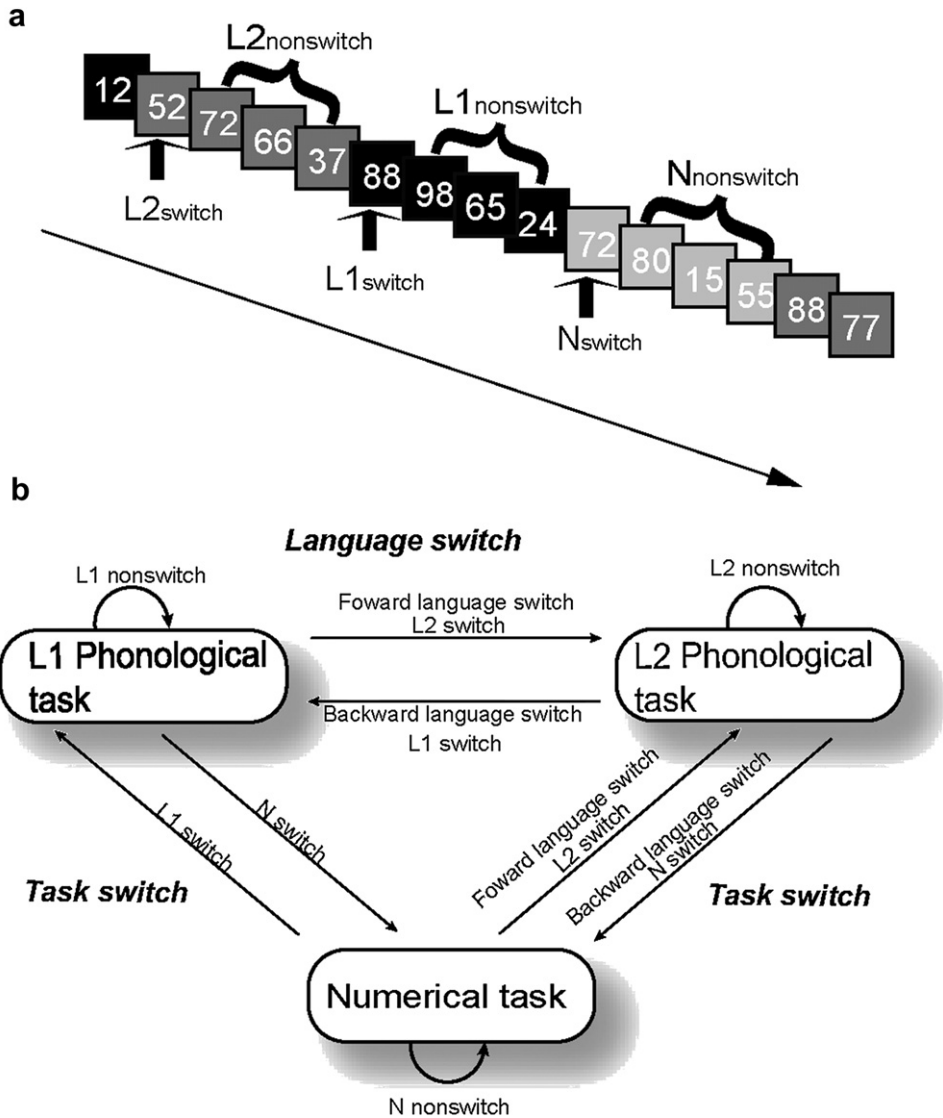 a
L2nonswitch
12
52
72
66
37
L1nonswitch
88
98
65
24
Nnonswitch
72
80
15
55
88
77
L2switch
L1switch
Nswitch
b
Language switch
L1 nonswitch
L2 nonswitch
Foward language switch
L2 switch
L1 Phonological
task
L2 Phonological
task
Backward language switch
L1 switch
L1 switch
N switch
Foward language switch
L2 switch
Backward language switch
N switch
Task switch
Task switch
Numerical task
N nonswitch